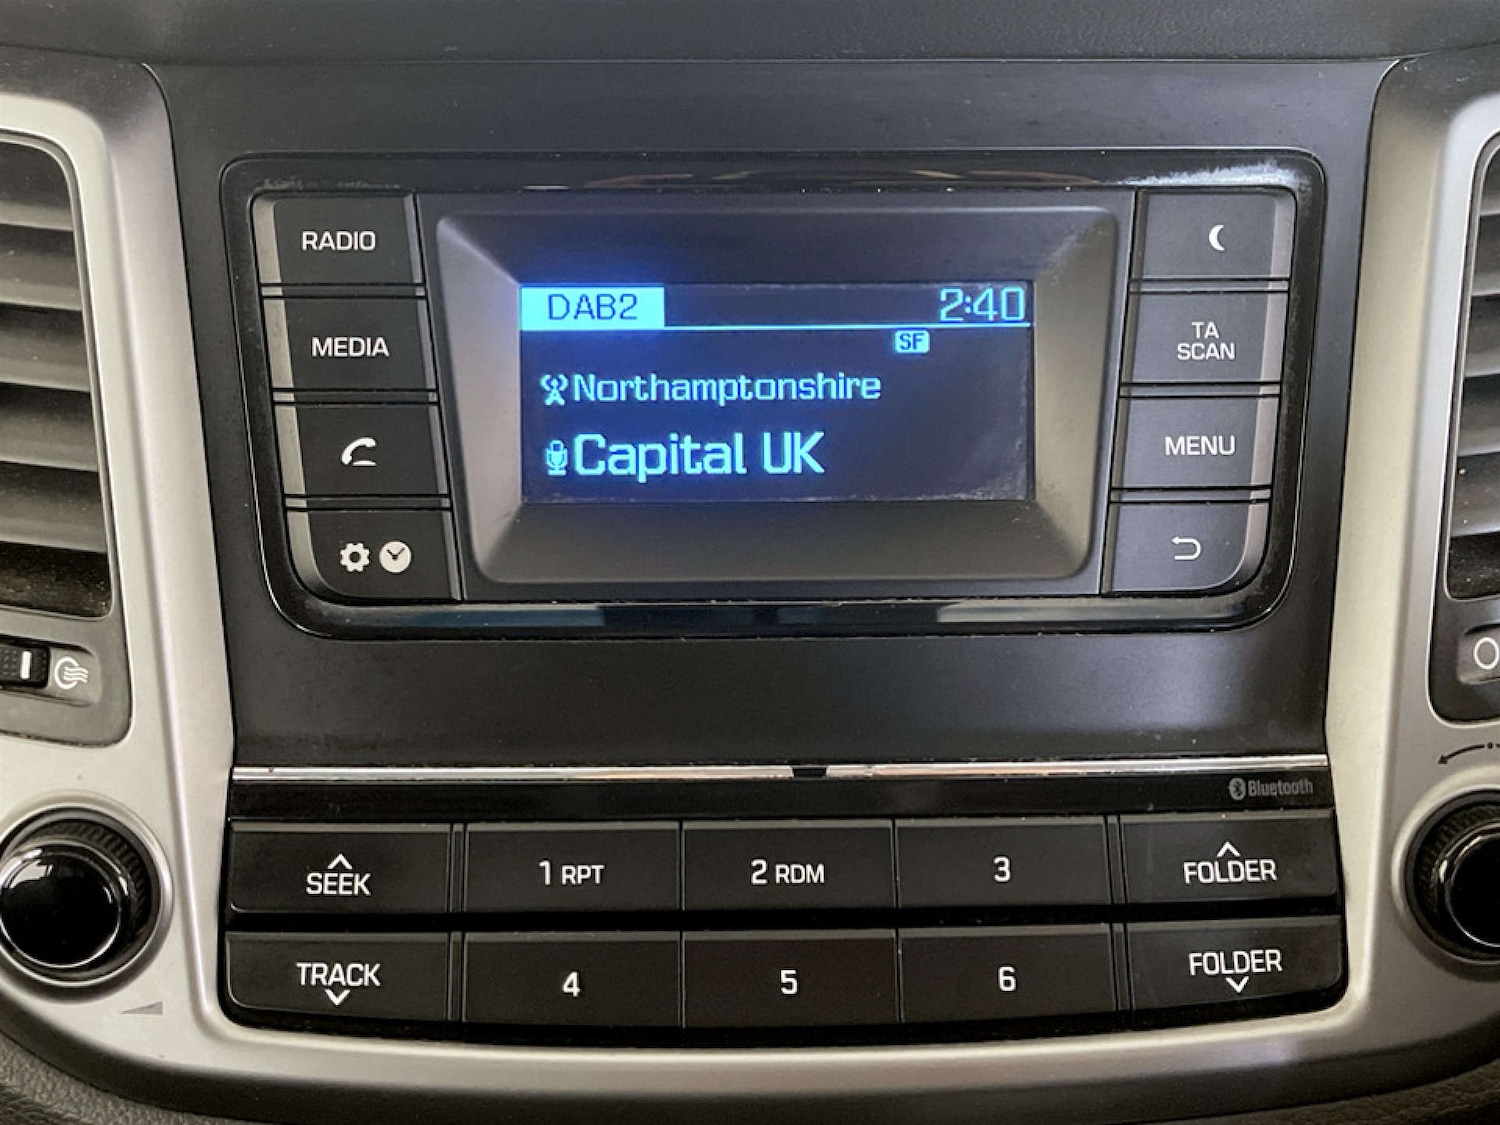 RADIO
MEDIA
DAB2
2:40
SF
Northamptonshire
Capital UK
TA
SCAN
MENU
Bluetooth
SEEK
1 RPT
2 RDM
3
FOLDER
TRACK
4
5
6
FOLDER